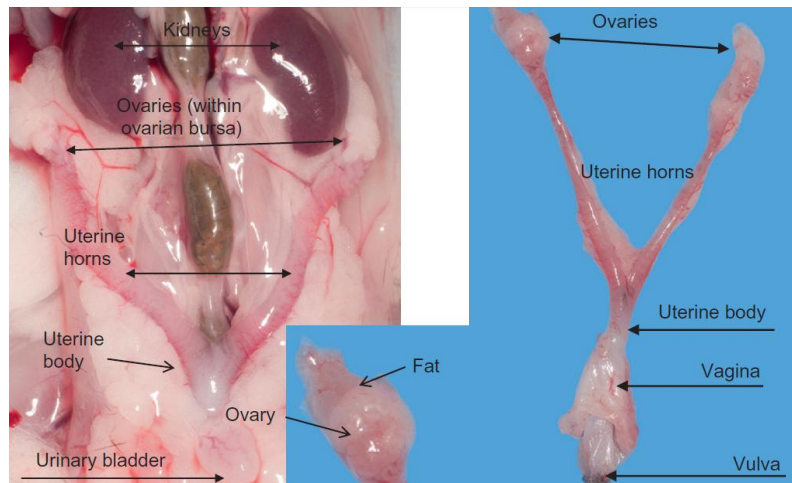 Kidneys
Ovaries (within
ovarian bursa)
Uterine
horns
Uterine
body
Urinary bladder
Fat
Ovary
Ovaries
Uterine horns
Uterine body
Vagina
Vulva